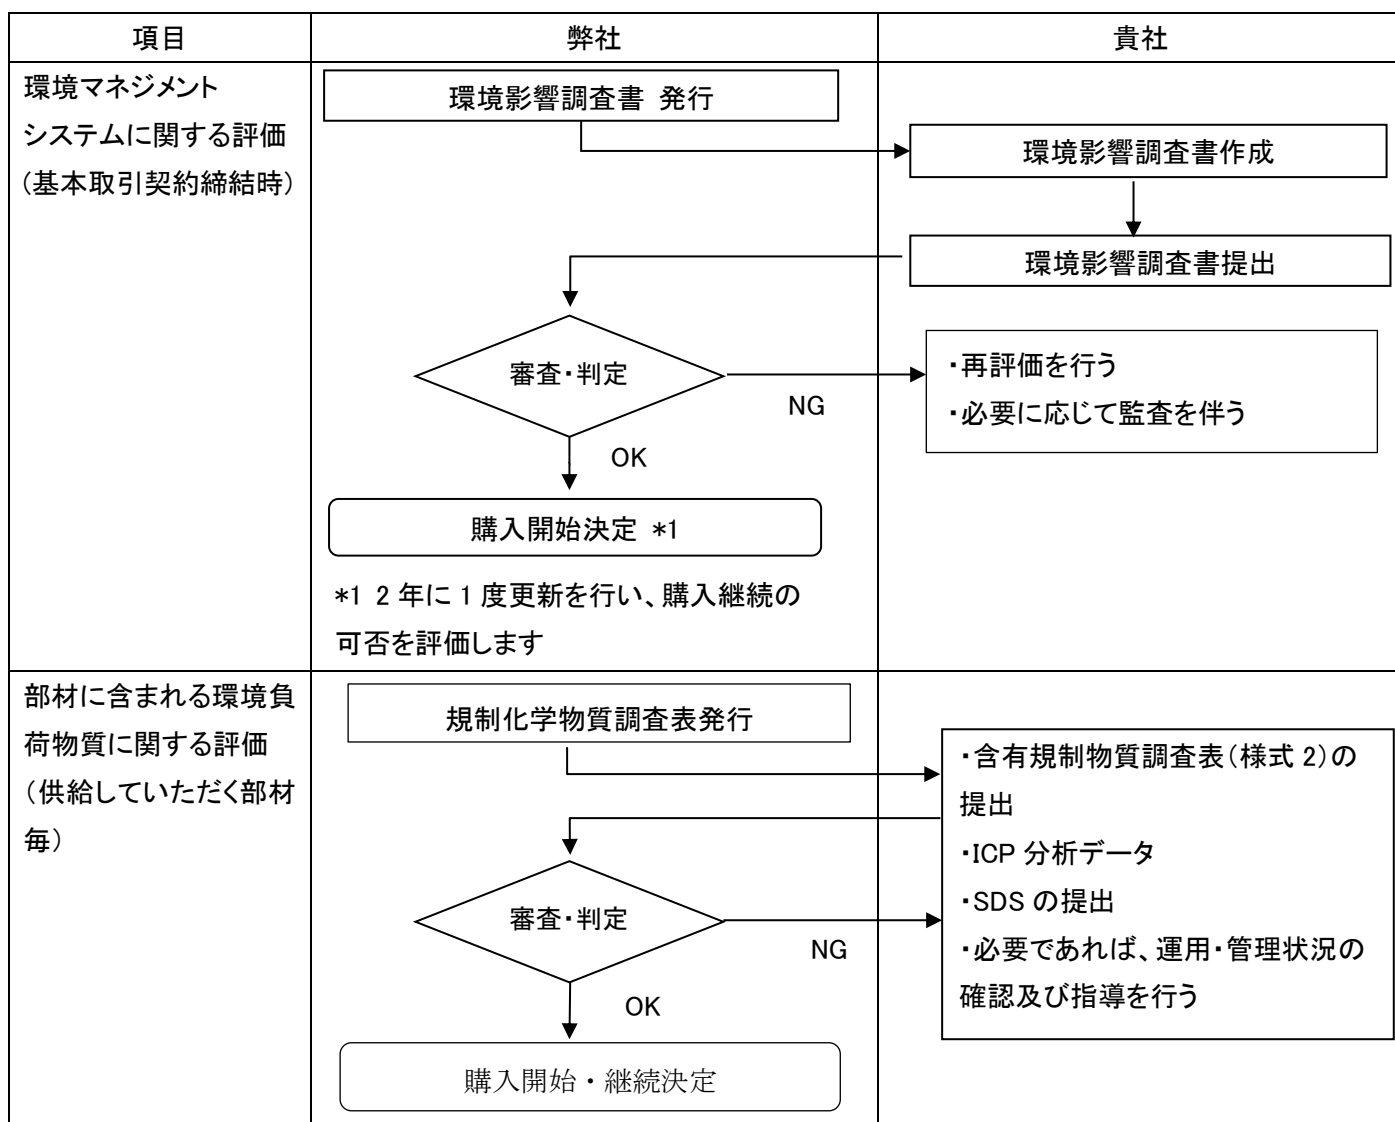 項目
弊社
貴社
環境マネジメント
システムに関する評価
（基本取引契約締結時）
環境影響調査書 発行
環境影響調査書作成
環境影響調査書提出
審査・判定
NG
・再評価を行う
・必要に応じて監査を伴う
OK
購入開始決定 *1
*1 2 年に 1 度更新を行い、購入継続の
可否を評価します
部材に含まれる環境負
荷物質に関する評価
（供給していただく部材
毎）
規制化学物質調査表発行
・含有規制物質調査表（様式 2）の
提出
・ICP 分析データ
・SDS の提出
・必要であれば、運用・管理状況の
確認及び指導を行う
審査・判定
NG
OK
購入開始・継続決定